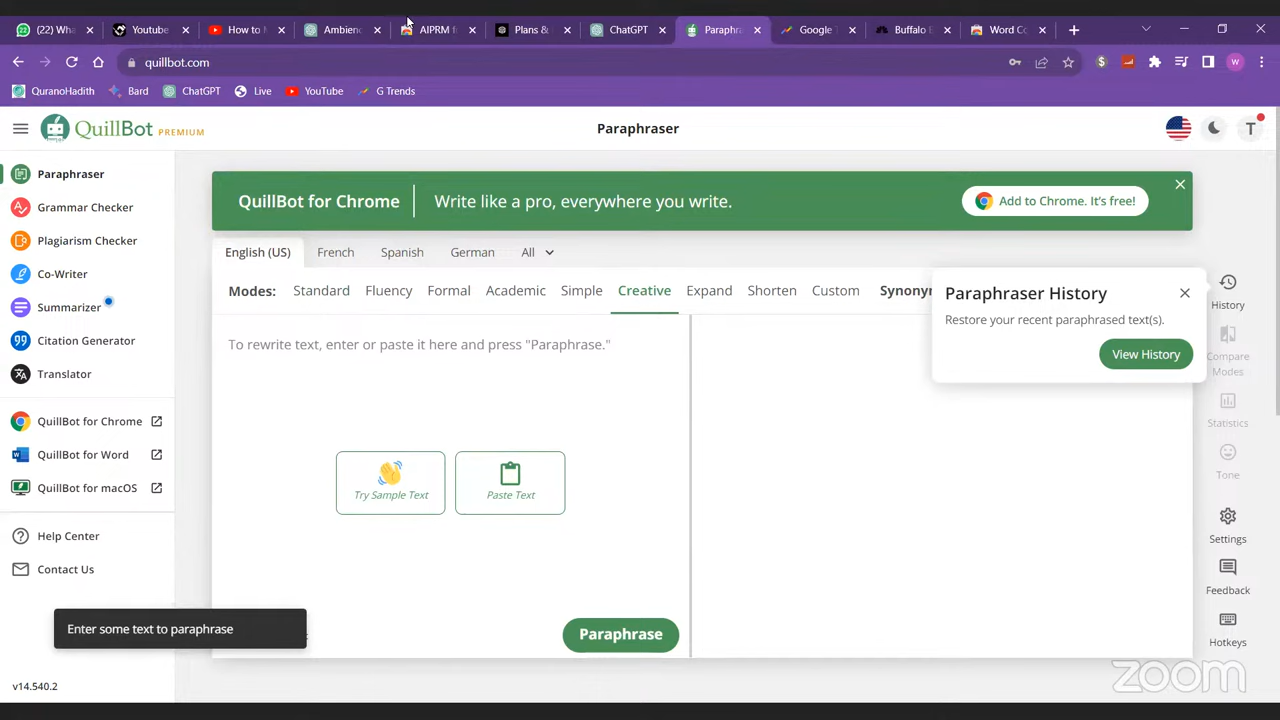 (22) Wha
Youtube
How to M
Ambienc
AIPRM f
Plans &
ChatGPT
Paraphra
Google T
Buffalo E
Word Co
quillbot.com
QuranoHadith
Bard
ChatGPT
Live
YouTube
G Trends
QuillBot PREMIUM
Paraphraser
T
Paraphraser
Grammar Checker
Plagiarism Checker
Co-Writer
Summarizer
Citation Generator
Translator
QuillBot for Chrome
QuillBot for Word
QuillBot for macOS
Help Center
Contact Us
v14.540.2
QuillBot for Chrome
Write like a pro, everywhere you write.
Add to Chrome. It's free!
English (US)
French
Spanish
German
All
Modes:
Standard
Fluency
Formal
Academic
Simple
Creative
Expand
Shorten
Custom
Synonym
To rewrite text, enter or paste it here and press "Paraphrase."
Try Sample Text
Paste Text
Paraphrase
Paraphraser History
Restore your recent paraphrased text(s).
View History
History
Compare
Modes
Statistics
Tone
Settings
Feedback
Hotkeys
Enter some text to paraphrase
zoom